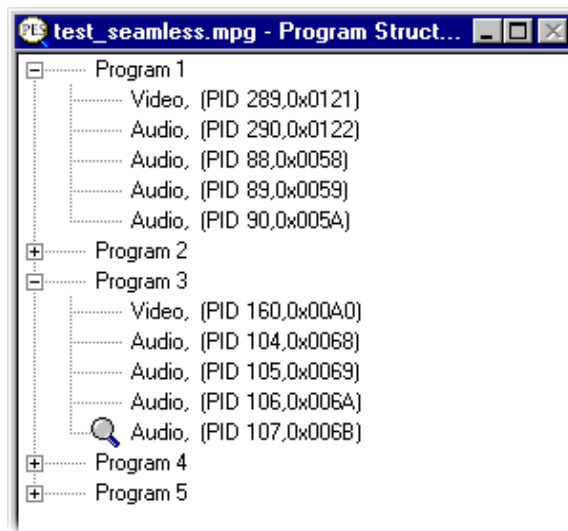 PES test_seamless.mpg - Program Struct...
Program 1
Video, (PID 289,0x0121)
Audio, (PID 290,0x0122)
Audio, (PID 88,0x0058)
Audio, (PID 89,0x0059)
Audio, (PID 90,0x005A)
Program 2
Program 3
Video, (PID 160,0x00A0)
Audio, (PID 104,0x0068)
Audio, (PID 105,0x0069)
Audio, (PID 106,0x006A)
Audio, (PID 107,0x006B)
Program 4
Program 5